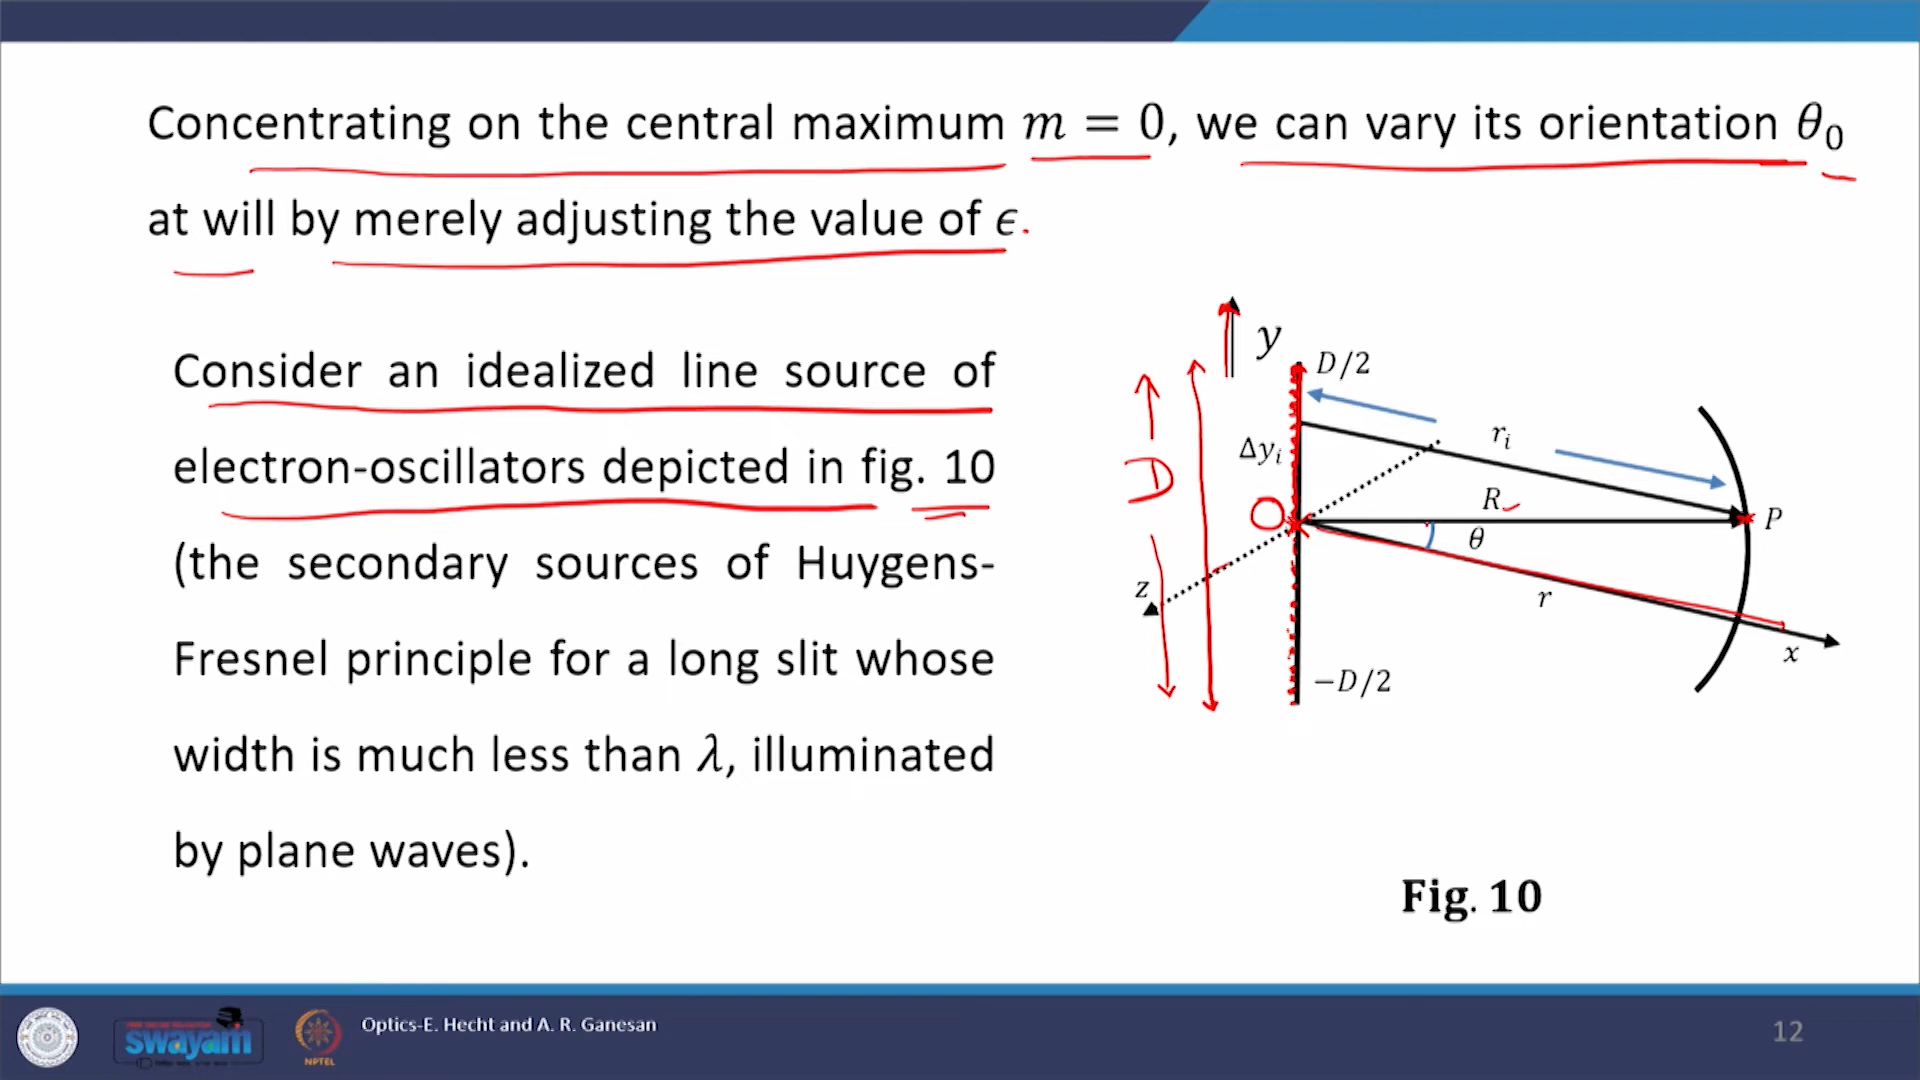 Concentrating on the central maximum m = 0, we can vary its orientation θ₀
at will by merely adjusting the value of ϵ.
Consider an idealized line source of
electron-oscillators depicted in fig. 10
(the secondary sources of Huygens-
Fresnel principle for a long slit whose
width is much less than λ, illuminated
by plane waves).
y
D/2
Δyᵢ
rᵢ
D
R
O
P
θ
z
r
x
−D/2
Fig. 10
swayam
NPTEL
Optics-E. Hecht and A. R. Ganesan
12